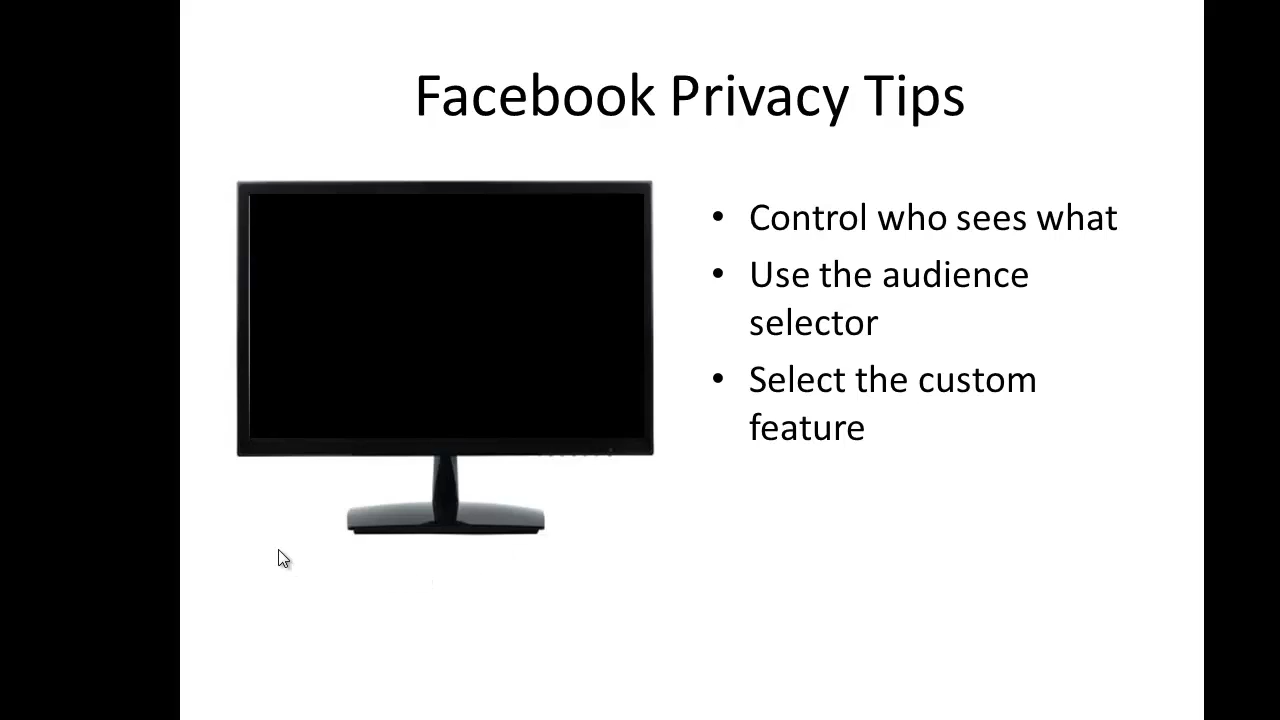 Facebook Privacy Tips
• Control who sees what
• Use the audience
selector
• Select the custom
feature